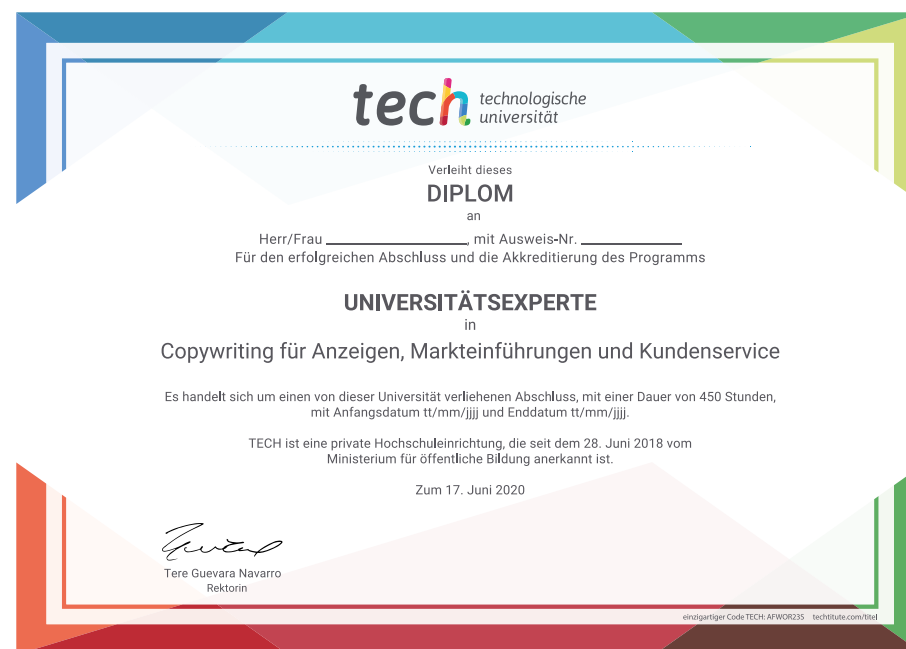 tech technologische
universität
Verleiht dieses
DIPLOM
an
Herr/Frau ____________________, mit Ausweis-Nr. ______________
Für den erfolgreichen Abschluss und die Akkreditierung des Programms
UNIVERSITÄTSEXPERTE
in
Copywriting für Anzeigen, Markteinführungen und Kundenservice
Es handelt sich um einen von dieser Universität verliehenen Abschluss, mit einer Dauer von 450 Stunden,
mit Anfangsdatum tt/mm/jjjj und Enddatum tt/mm/jjjj.
TECH ist eine private Hochschuleinrichtung, die seit dem 28. Juni 2018 vom
Ministerium für öffentliche Bildung anerkannt ist.
Zum 17. Juni 2020
Tere Guevara Navarro
Rektorin
einzigartiger Code TECH: AFWOR235 techtitute.com/titel